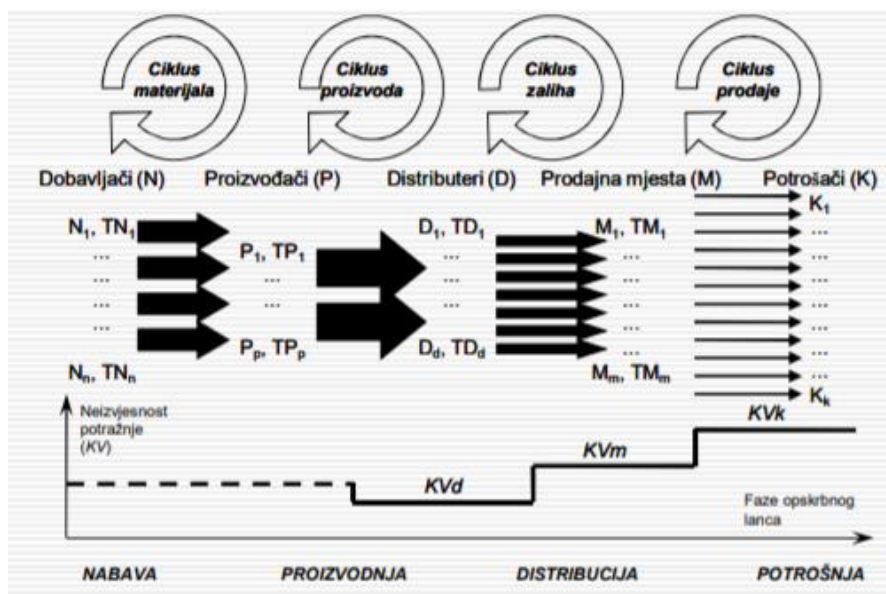 Ciklus materijala
Ciklus proizvoda
Ciklus zaliha
Ciklus prodaje
Dobavljači (N) Proizvođači (P) Distributeri (D) Prodajna mjesta (M) Potrošači (K)
N1, TN1
...
...
...
Nn, TNn
P1, TP1
...
...
Pp, TPp
D1, TD1
...
...
...
Dd, TDd
M1, TM1
...
...
...
...
...
...
Mm, TMm
K1
...
...
...
...
...
...
...
...
...
Kk
Neizvjesnost
potražnje
(KV)
KVd
KVm
KVk
Faze opskrbnog
lanca
NABAVA PROIZVODNJA DISTRIBUCIJA POTROŠNJA